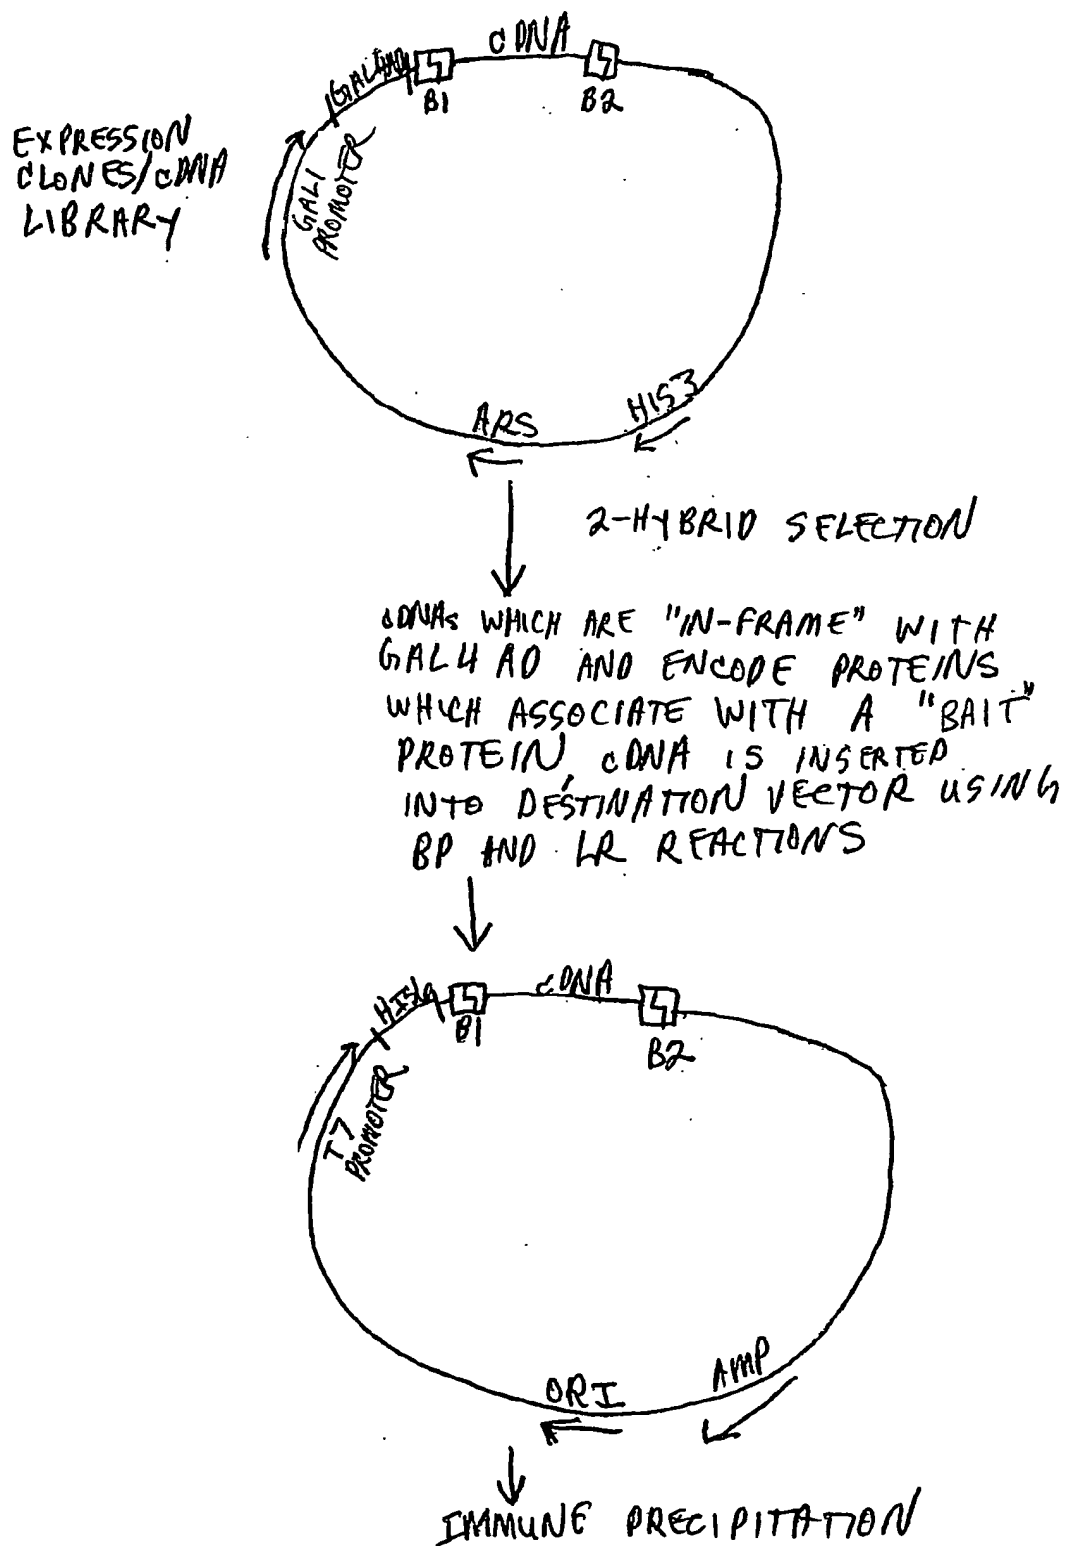 cDNA
B1
B2
EXPRESSION
CLONES/cDNA
LIBRARY
GAL1
PROMOTER
HIS3
ARS
2-HYBRID SELECTION
cDNAs WHICH ARE "IN-FRAME" WITH
GAL4 AD AND ENCODE PROTEINS
WHICH ASSOCIATE WITH A "BAIT"
PROTEIN, cDNA IS INSERTED
INTO DESTINATION VECTOR USING
BP AND LR REACTIONS
cDNA
B1
B2
T7
PROMOTER
AMP
ORI
IMMUNE PRECIPITATION